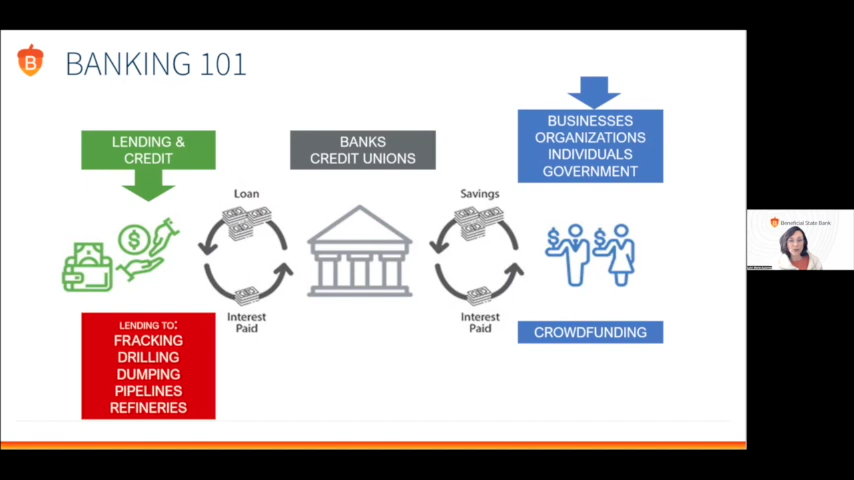 B
BANKING 101
LENDING &
CREDIT
BANKS
CREDIT UNIONS
BUSINESSES
ORGANIZATIONS
INDIVIDUALS
GOVERNMENT
Loan
Savings
$
$ $
Interest
Paid
Interest
Paid
LENDING TO:
FRACKING
DRILLING
DUMPING
PIPELINES
REFINERIES
CROWDFUNDING
Beneficial State Bank